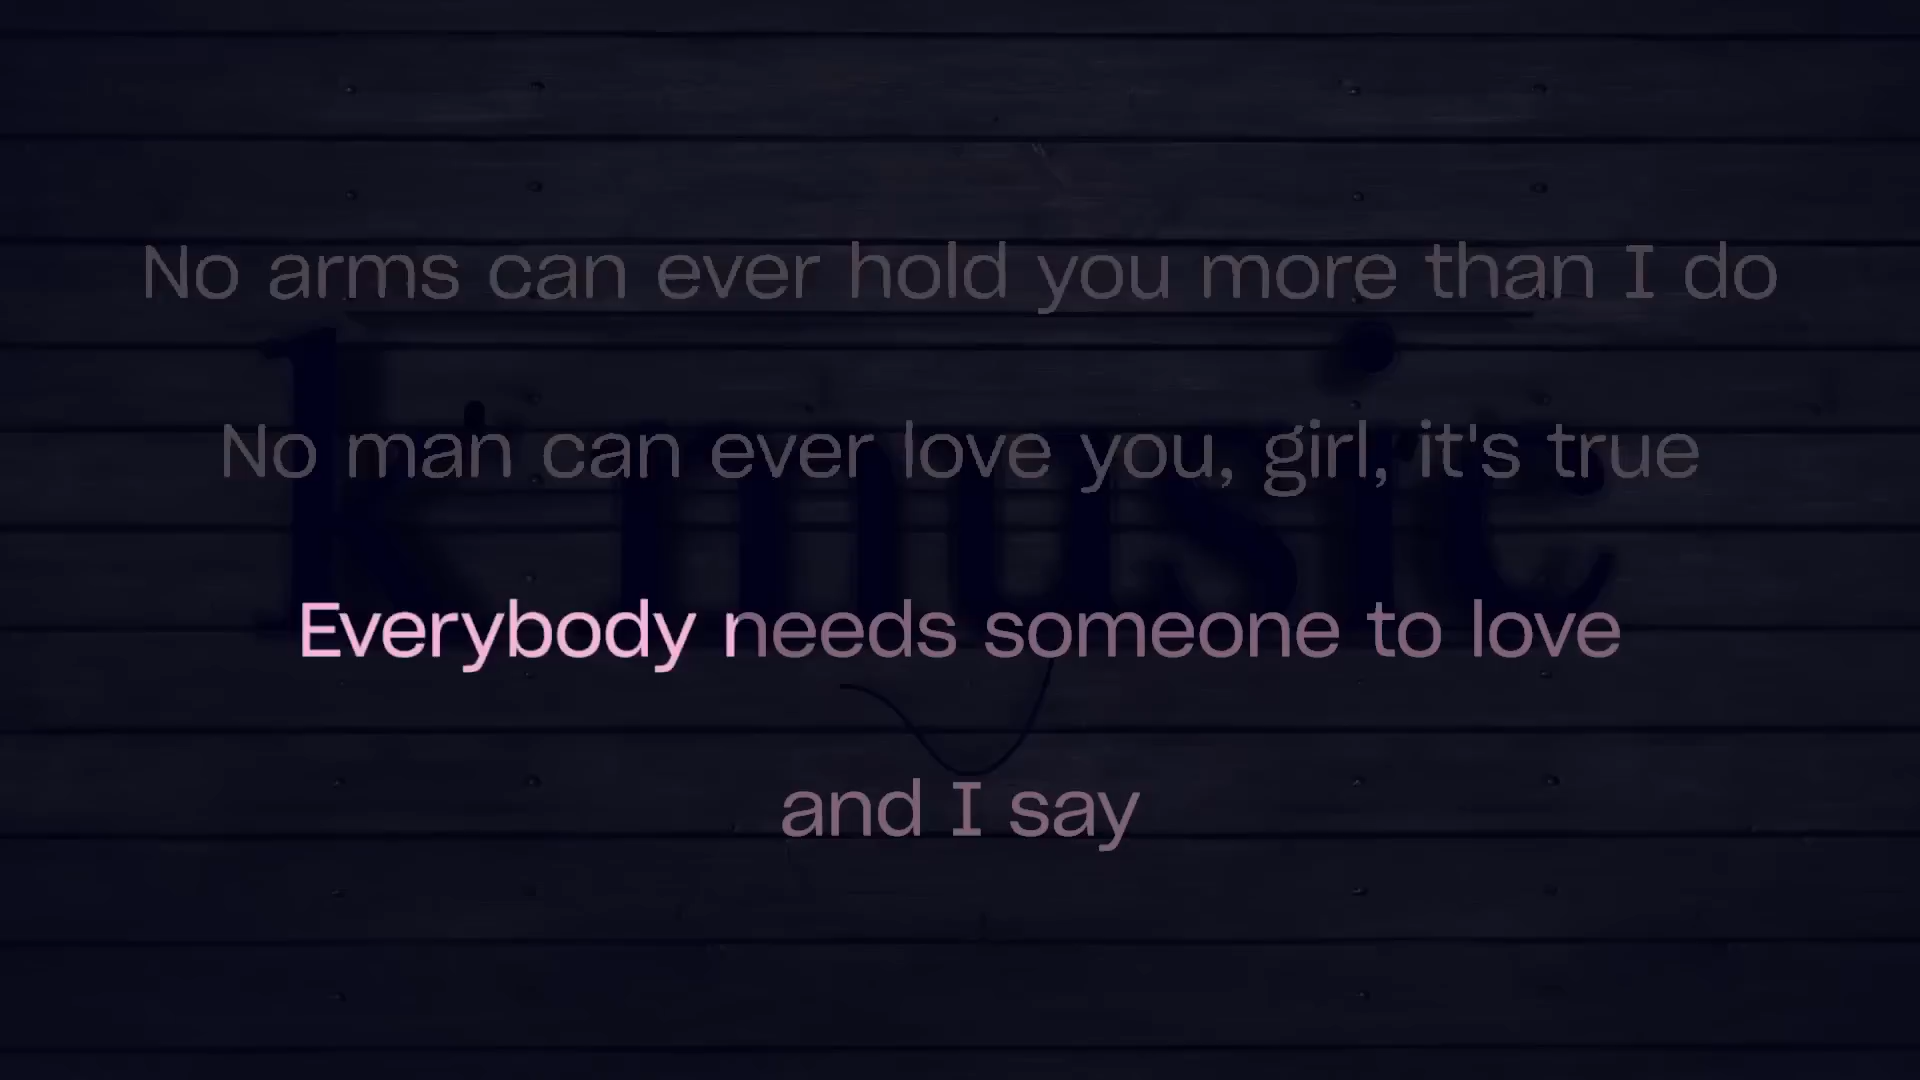 No arms can ever hold you more than I do
No man can ever love you, girl, it's true
k'music
Everybody needs someone to love
and I say